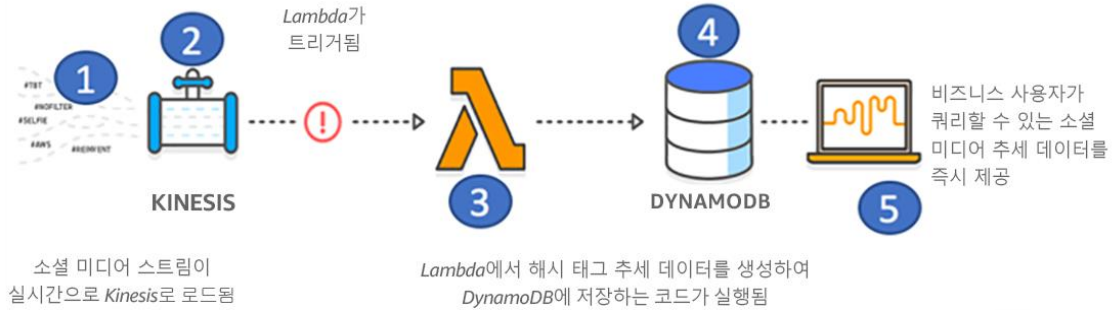 Lambda가
트리거됨
1
2
3
4
5
#TBT
#NOFILTER
#SELFIE
#AWS
#REINVENT
!
KINESIS
DYNAMODB
비즈니스 사용자가
쿼리할 수 있는 소셜
미디어 추세 데이터를
즉시 제공
소셜 미디어 스트림이
실시간으로 Kinesis로 로드됨
Lambda에서 해시 태그 추세 데이터를 생성하여
DynamoDB에 저장하는 코드가 실행됨